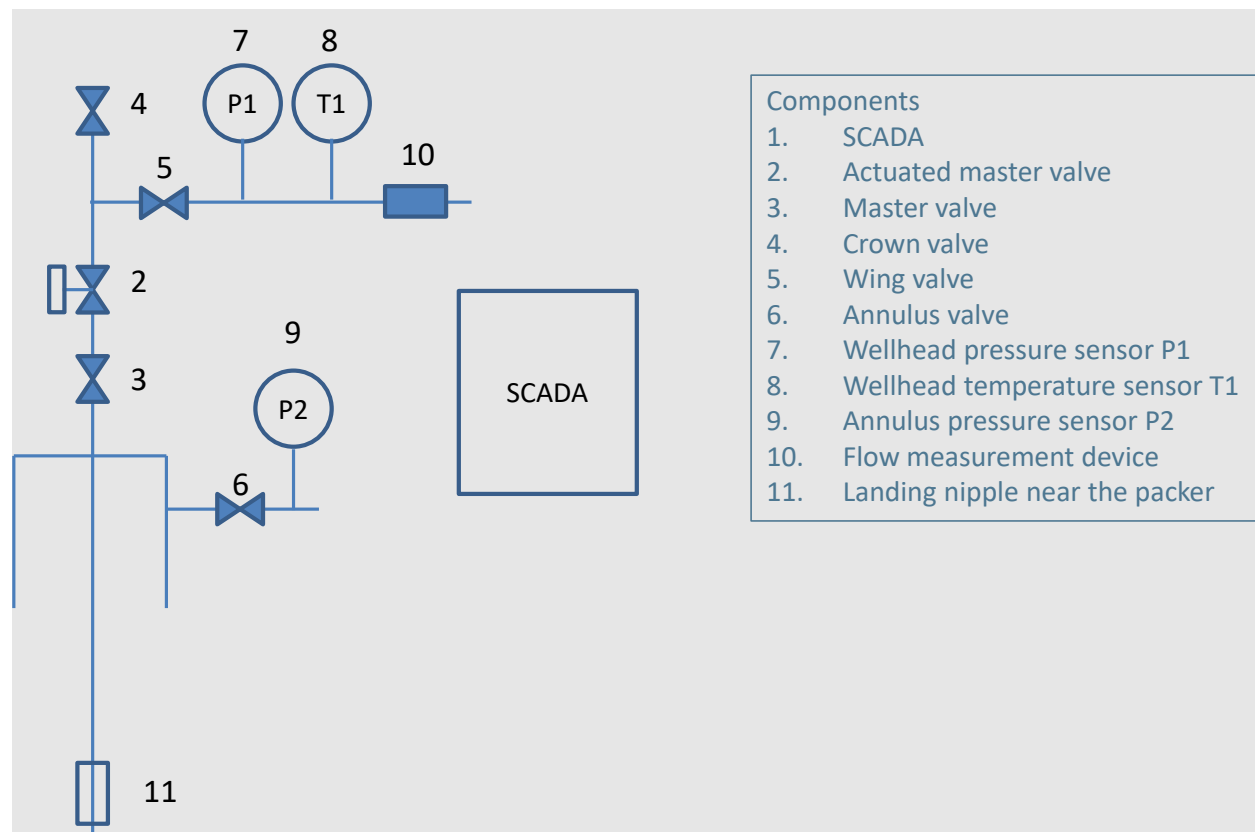 7
8
4
P1
T1
5
10
2
9
3
P2
SCADA
6
11
Components
1. SCADA
2. Actuated master valve
3. Master valve
4. Crown valve
5. Wing valve
6. Annulus valve
7. Wellhead pressure sensor P1
8. Wellhead temperature sensor T1
9. Annulus pressure sensor P2
10. Flow measurement device
11. Landing nipple near the packer